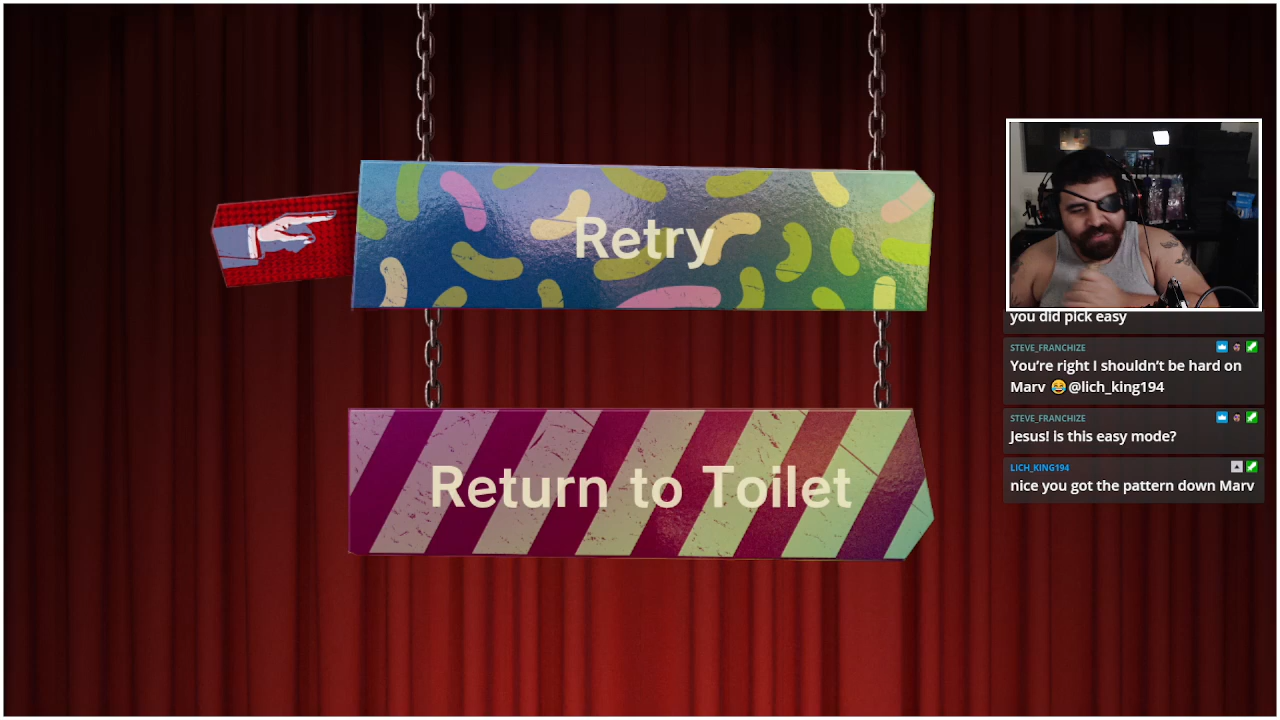 Retry
Return to Toilet
you did pick easy
STEVE_FRANCHIZE
You're right I shouldn't be hard on
Marv 😂 @lich_king194
STEVE_FRANCHIZE
Jesus! Is this easy mode?
LICH_KING194
nice you got the pattern down Marv